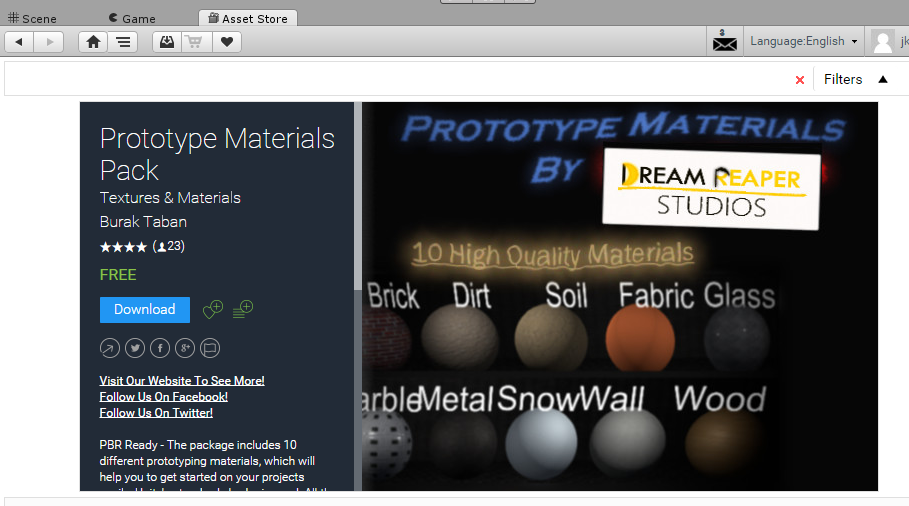 Scene Game Asset Store
Language:English jk
Filters
Prototype Materials
Pack
Textures & Materials
Burak Taban
(23)
FREE
Download
Visit Our Website To See More!
Follow Us On Facebook!
Follow Us On Twitter!
PBR Ready - The package includes 10
different prototyping materials, which will
help you to get started on your projects
PROTOTYPE MATERIALS
BY
DREAM REAPER
STUDIOS
10 High Quality Materials
Brick Dirt Soil Fabric Glass
arble Metal Snow Wall Wood